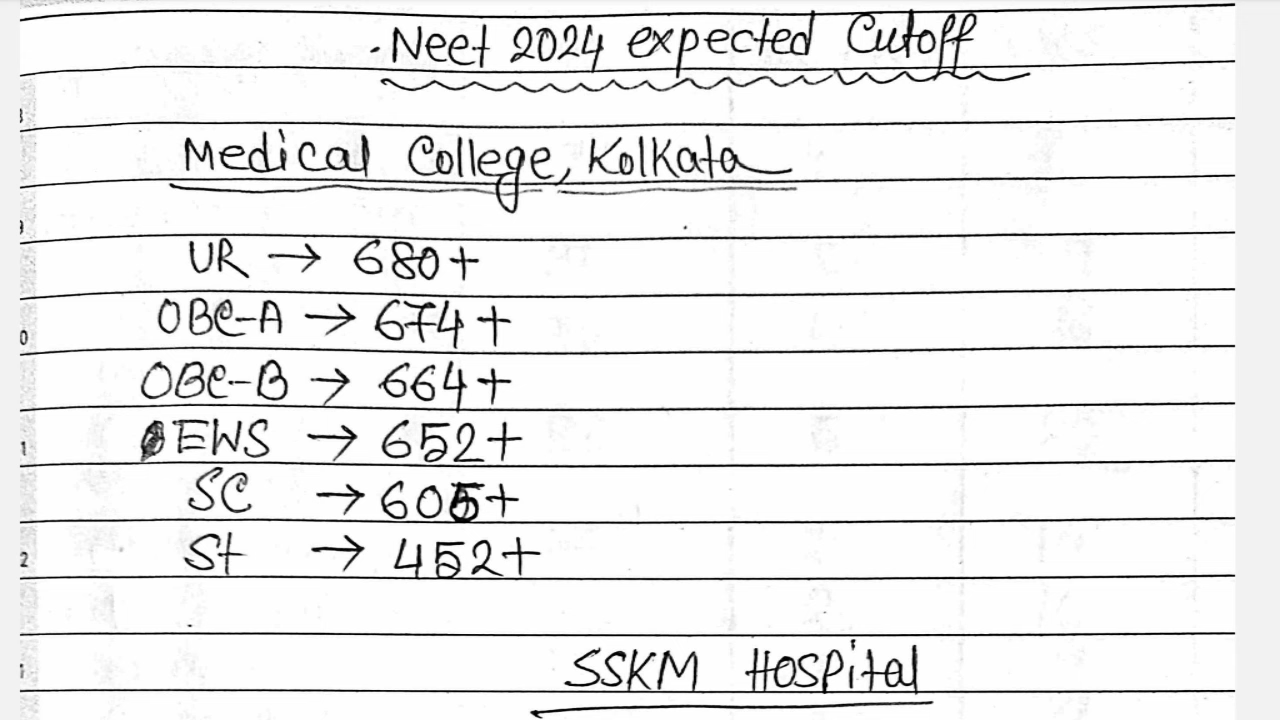 Neet 2024 expected Cutoff
Medical College, Kolkata
UR → 680+
OBC-A → 674+
OBC-B → 664+
EWS → 652+
SC → 605+
St → 452+
SSKM Hospital